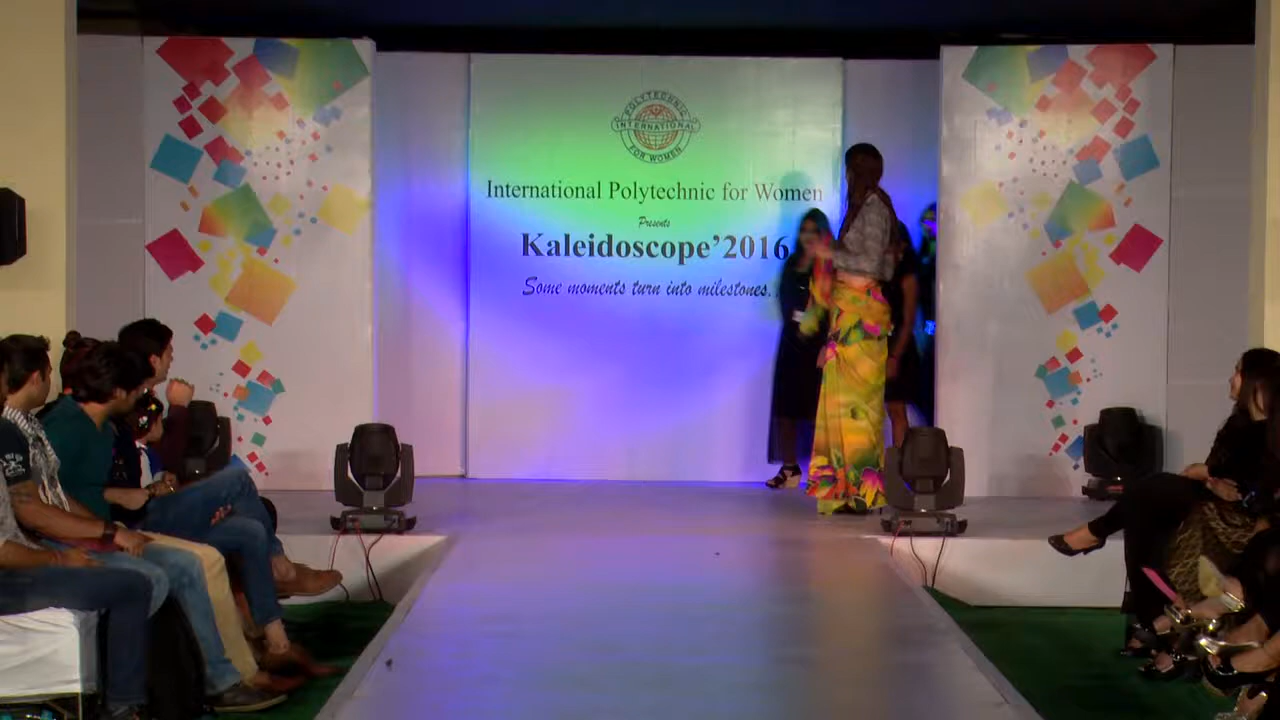 POLYTECHNIC
INTERNATIONAL
FOR WOMEN
International Polytechnic for Women
Presents
Kaleidoscope’2016
Some moments turn into milestones.